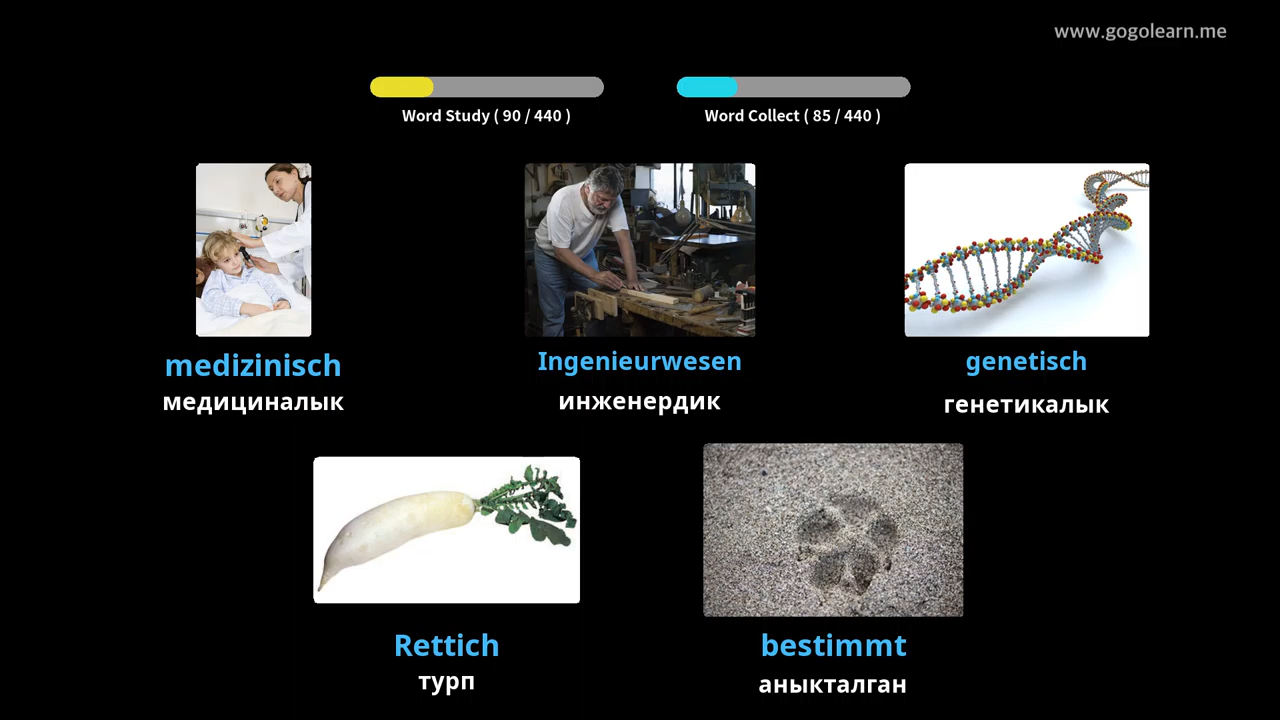 www.gogolearn.me
Word Study ( 90 / 440 )
Word Collect ( 85 / 440 )
medizinisch
медициналык
Ingenieurwesen
инженердик
genetisch
генетикалык
Rettich
турп
bestimmt
аныкталган